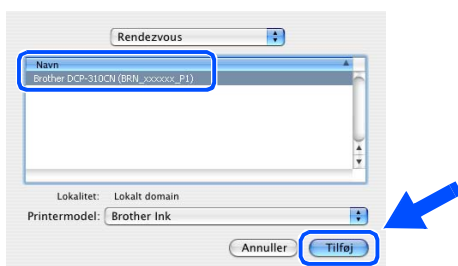 Rendezvous
Navn
Brother DCP-310CN (BRN_xxxxxx_P1)
Lokalitet: Lokalt domain
Printermodel: Brother Ink
Annuller Tilføj